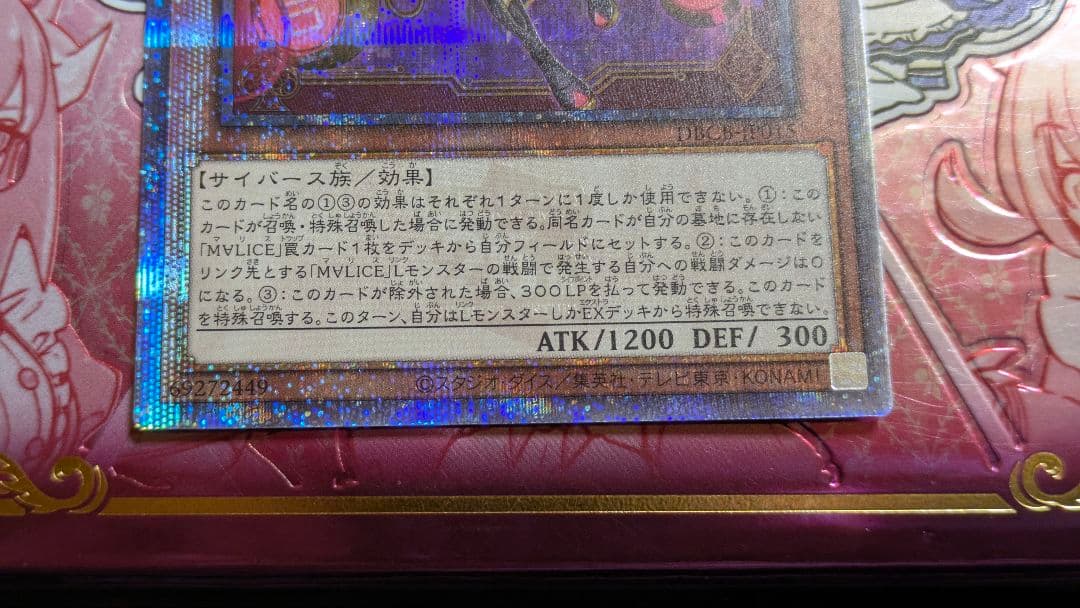 DBCB-JP015
【サイバース族／効果】
このカード名の①③の効果はそれぞれ1ターンに1度しか使用できない。①：この
カードが召喚・特殊召喚した場合に発動できる。同名カードが自分の墓地に存在しない
「M∀LICE」罠カード1枚をデッキから自分フィールドにセットする。②：このカードを
リンク先とする「M∀LICE」Lモンスターの戦闘で発生する自分への戦闘ダメージは0
になる。③：このカードが除外された場合、300LPを払って発動できる。このカード
を特殊召喚する。このターン、自分はLモンスターしかEXデッキから特殊召喚できない。
ATK/1200 DEF/ 300
69272449
©スタジオ・ダイス／集英社・テレビ東京・KONAMI